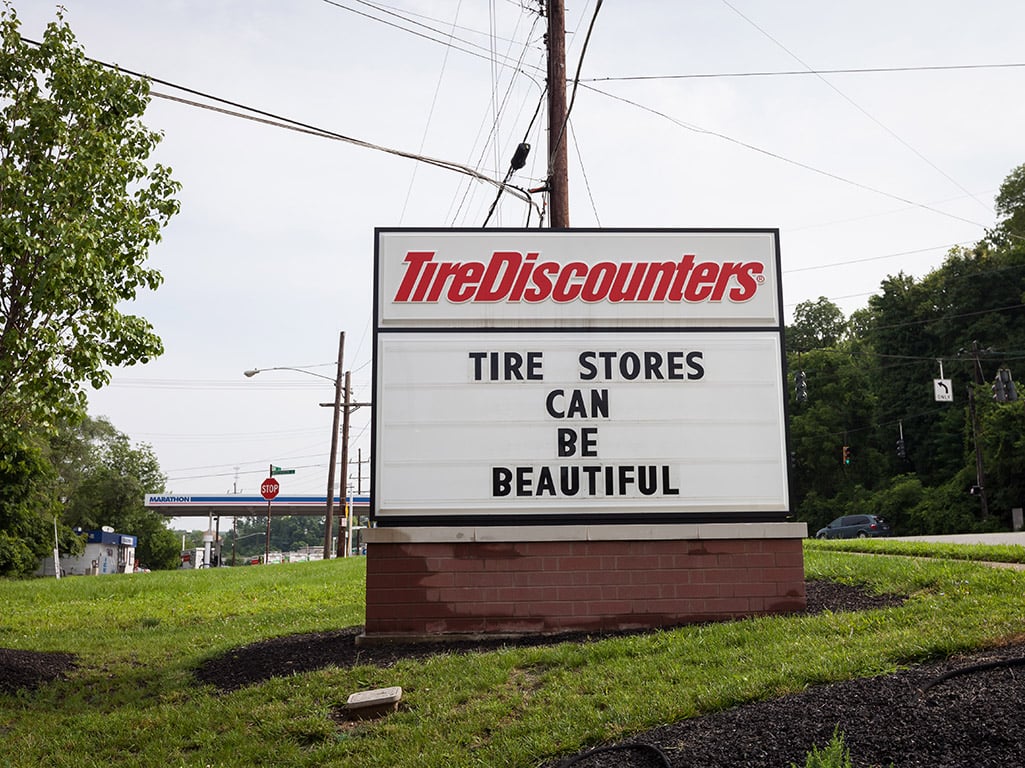 TireDiscounters®
TIRE STORES
CAN
BE
BEAUTIFUL
MARATHON
STOP
ONLY